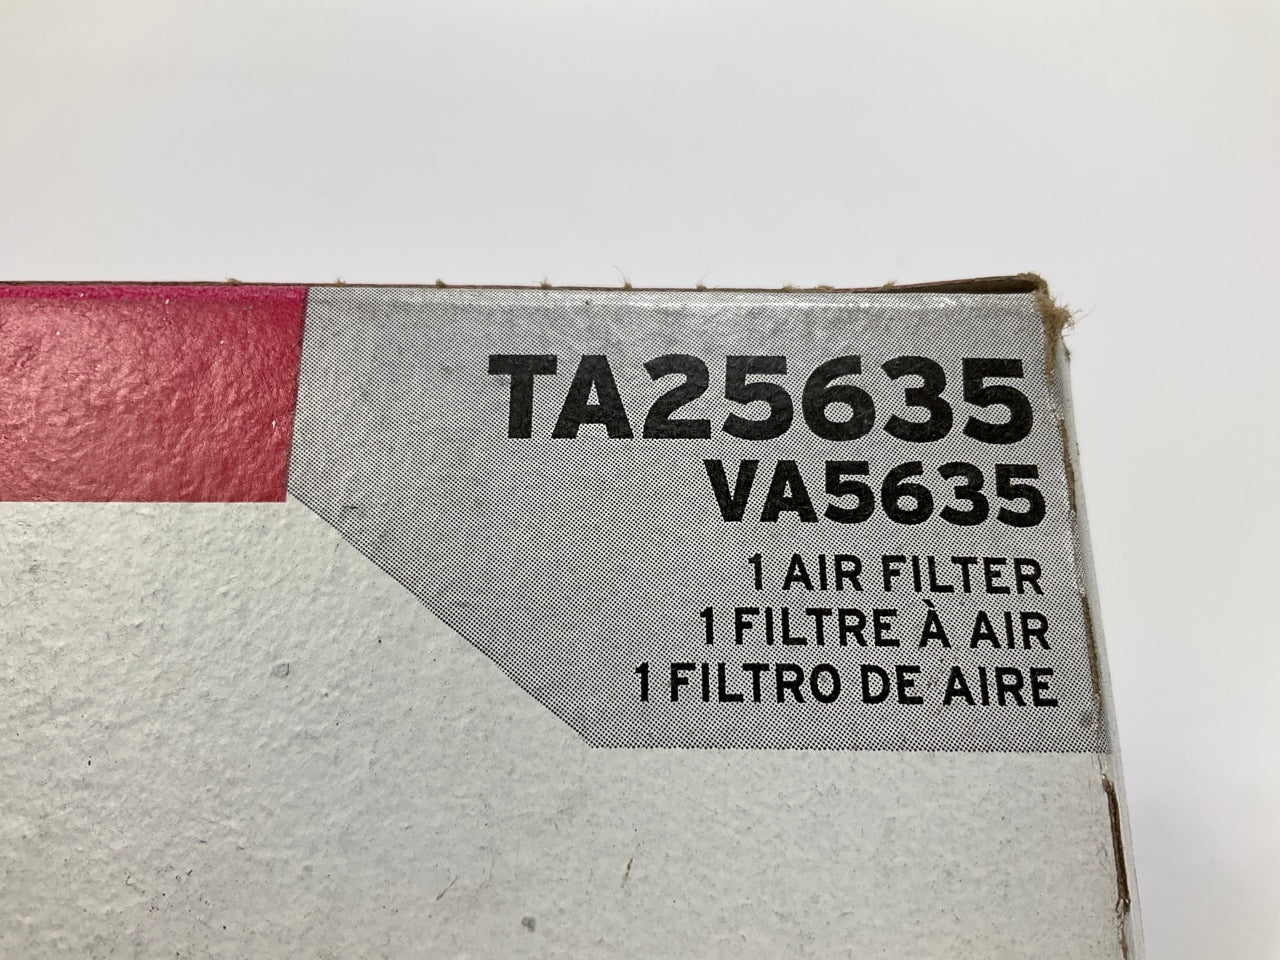 TA25635
VA5635
1 AIR FILTER
1 FILTRE À AIR
1 FILTRO DE AIRE